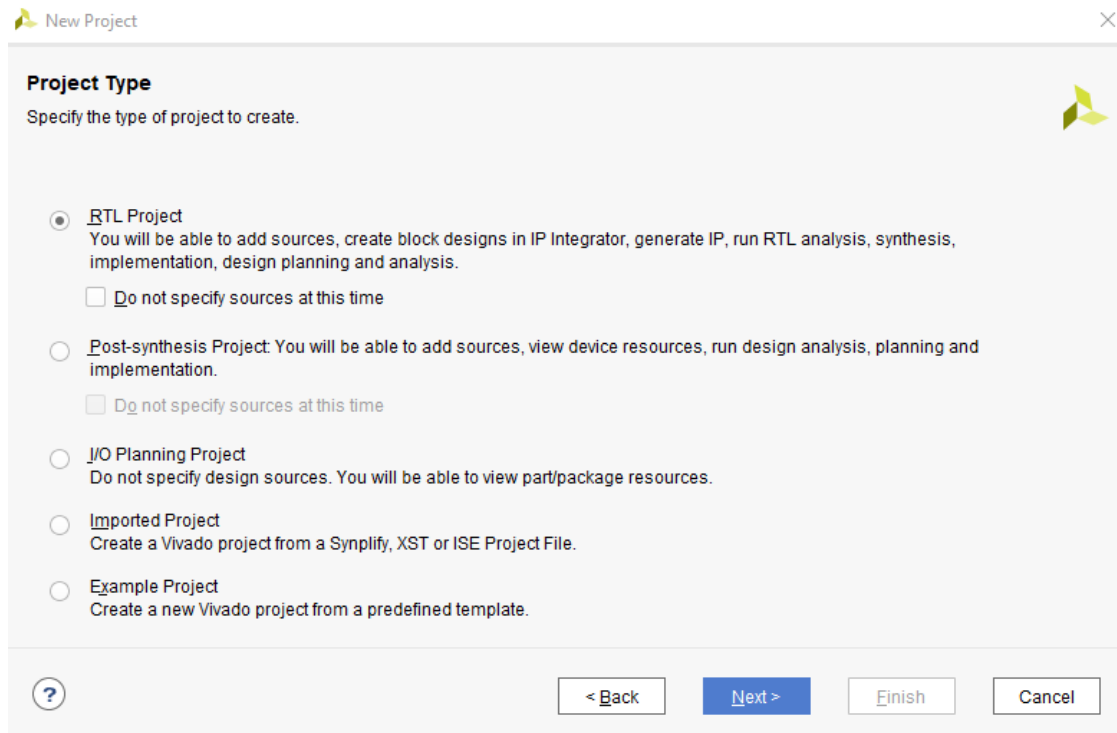 New Project
Project Type
Specify the type of project to create.
RTL Project
You will be able to add sources, create block designs in IP Integrator, generate IP, run RTL analysis, synthesis,
implementation, design planning and analysis.
Do not specify sources at this time
Post-synthesis Project: You will be able to add sources, view device resources, run design analysis, planning and
implementation.
Do not specify sources at this time
I/O Planning Project
Do not specify design sources. You will be able to view part/package resources.
Imported Project
Create a Vivado project from a Synplify, XST or ISE Project File.
Example Project
Create a new Vivado project from a predefined template.
? < Back Next > Finish Cancel